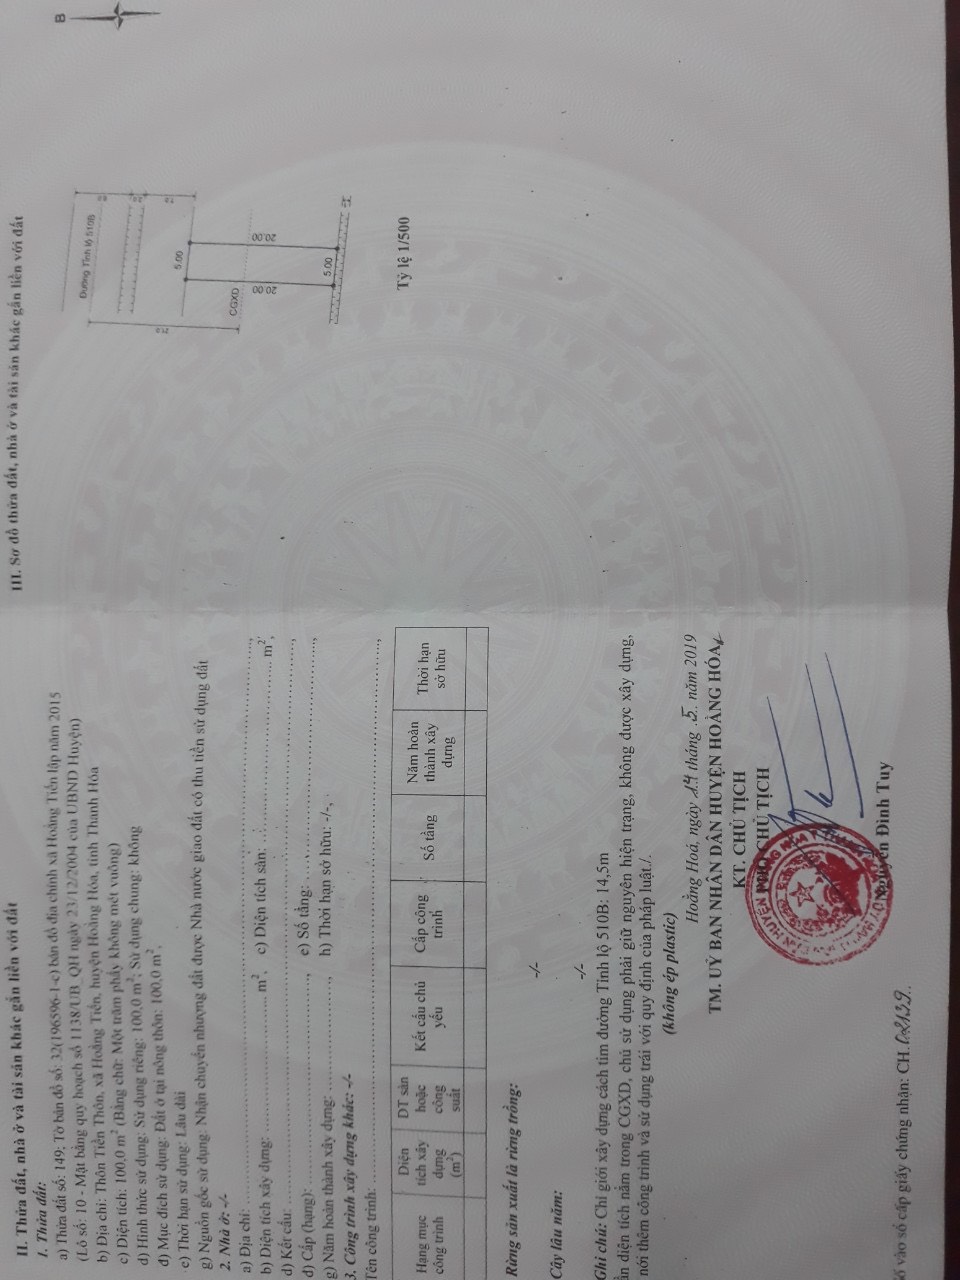 II. Thửa đất, nhà ở và tài sản khác gắn liền với đất
1. Thửa đất:
a) Thửa đất số: 149; Tờ bản đồ số: 32(196596-1-c) bản đồ địa chính xã Hoằng Tiến lập năm 2015
(Lô số: 10 - Mặt bằng quy hoạch số 1138/UB_QH ngày 23/12/2004 của UBND Huyện)
b) Địa chỉ: Thôn Tiền Thôn, xã Hoằng Tiến, huyện Hoằng Hóa, tỉnh Thanh Hóa
c) Diện tích: 100,0 m² (Bằng chữ: Một trăm phẩy không mét vuông)
d) Hình thức sử dụng: Sử dụng riêng: 100,0 m²; Sử dụng chung: không
đ) Mục đích sử dụng: Đất ở tại nông thôn: 100,0 m².
e) Thời hạn sử dụng: Lâu dài
g) Nguồn gốc sử dụng: Nhận chuyển nhượng đất được Nhà nước giao đất có thu tiền sử dụng đất
2. Nhà ở: -/-
a) Địa chỉ:
b) Diện tích xây dựng: m², c) Diện tích sàn: m²,
d) Kết cấu:
đ) Cấp (hạng): e) Số tầng:
g) Năm hoàn thành xây dựng: h) Thời hạn sở hữu: -/-
3. Công trình xây dựng khác: -/-
Tên công trình:
Hạng mục công trình
Diện tích xây dựng (m²)
DT sàn hoặc công suất
Kết cấu chủ yếu
Cấp công trình
Số tầng
Năm hoàn thành xây dựng
Thời hạn sở hữu
Rừng sản xuất là rừng trồng: -/-
Cây lâu năm: -/-
Ghi chú: Chỉ giới xây dựng cách tim đường Tỉnh lộ 510B: 14,5m
diện tích nằm trong CGXD, chủ sử dụng phải giữ nguyên hiện trạng, không được xây dựng,
nới thêm công trình và sử dụng trái với quy định của pháp luật./.
(không ép plastic)
Hoằng Hoá, ngày 14 tháng 5 năm 2019
TM. UỶ BAN NHÂN DÂN HUYỆN HOẰNG HÓA
KT. CHỦ TỊCH
PHÓ CHỦ TỊCH
Nguyễn Đình Tuy
vào sổ cấp giấy chứng nhận: CH.02139
III. Sơ đồ thửa đất, nhà ở và tài sản khác gắn liền với đất
B
Đường Tỉnh lộ 510B
5.00
CGXD
20.00
20.00
5.00
Tỷ lệ 1/500